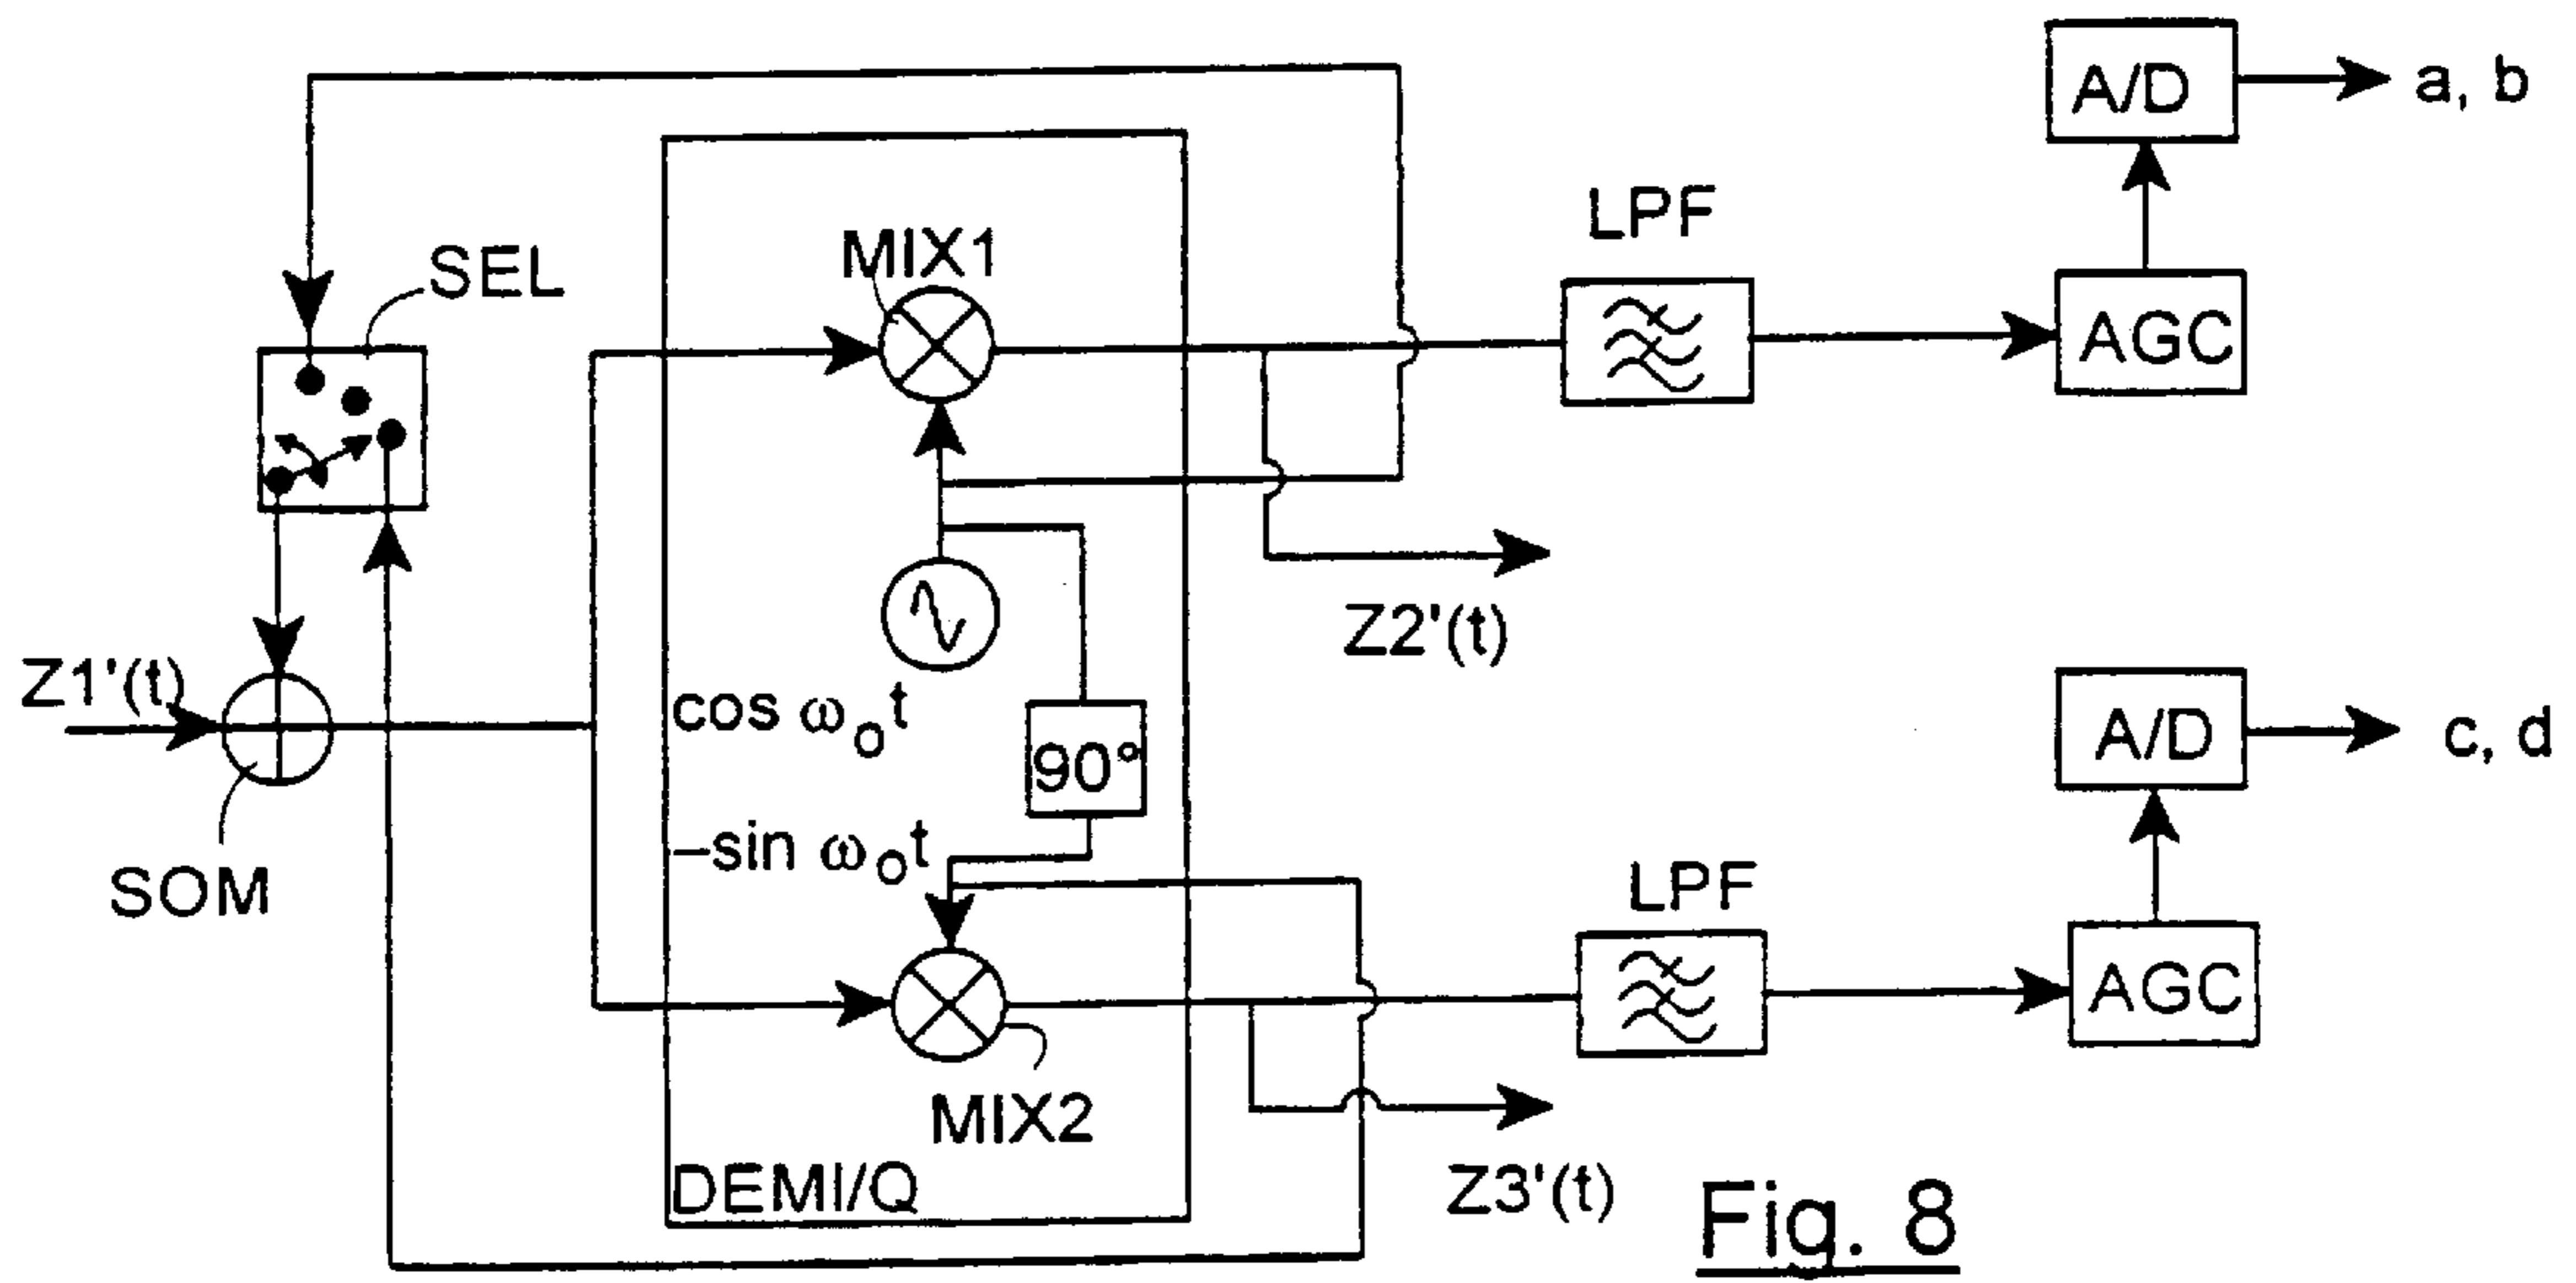 A/D
a, b
LPF
MIX1
SEL
AGC
Z2'(t)
Z1'(t)
cos ωot
90°
A/D
c, d
–sin ωot
SOM
LPF
AGC
MIX2
DEMI/Q
Z3'(t)
Fig. 8